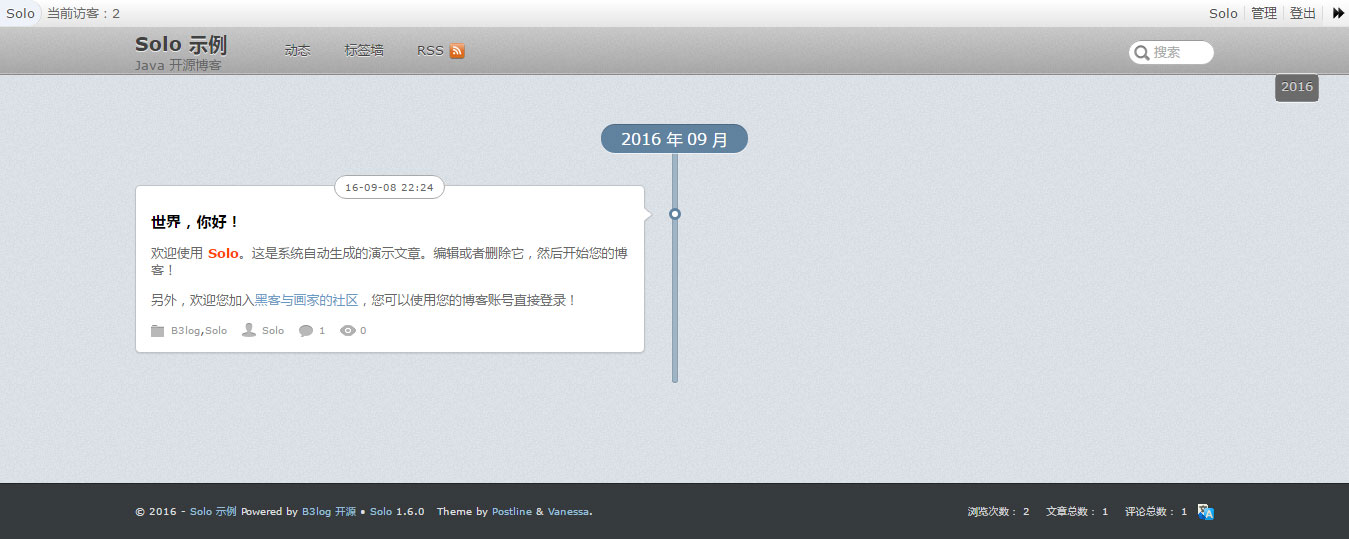 Solo 当前访客：2 Solo 管理 登出
Solo 示例 动态 标签墙 RSS 搜索
Java 开源博客
2016
2016 年 09 月
16-09-08 22:24
世界，你好！
欢迎使用 Solo。这是系统自动生成的演示文章。编辑或者删除它，然后开始您的博
客！
另外，欢迎您加入黑客与画家的社区，您可以使用您的博客账号直接登录！
B3log,Solo Solo 1 0
© 2016 - Solo 示例 Powered by B3log 开源 • Solo 1.6.0 Theme by Postline & Vanessa. 浏览次数： 2 文章总数： 1 评论总数： 1